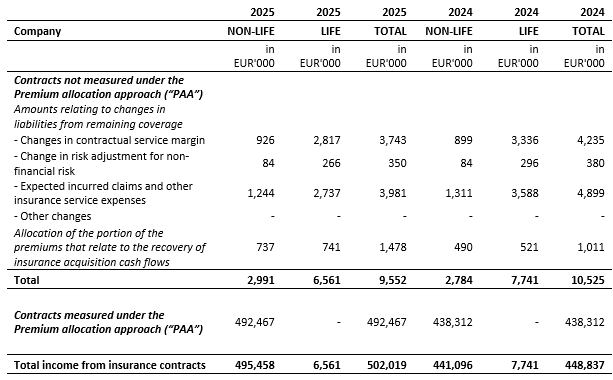 2025 2025 2025 2024 2024 2024
Company NON-LIFE LIFE TOTAL NON-LIFE LIFE TOTAL
in in in in in in
EUR'000 EUR'000 EUR'000 EUR'000 EUR'000 EUR'000
Contracts not measured under the
Premium allocation approach (“PAA”)
Amounts relating to changes in
liabilities from remaining coverage
- Changes in contractual service margin 926 2,817 3,743 899 3,336 4,235
- Change in risk adjustment for non-
financial risk 84 266 350 84 296 380
- Expected incurred claims and other
insurance service expenses 1,244 2,737 3,981 1,311 3,588 4,899
- Other changes - - - - - -
Allocation of the portion of the
premiums that relate to the recovery of 737 741 1,478 490 521 1,011
insurance acquisition cash flows
Total 2,991 6,561 9,552 2,784 7,741 10,525
Contracts measured under the
Premium allocation approach (“PAA”) 492,467 - 492,467 438,312 - 438,312
Total income from insurance contracts 495,458 6,561 502,019 441,096 7,741 448,837